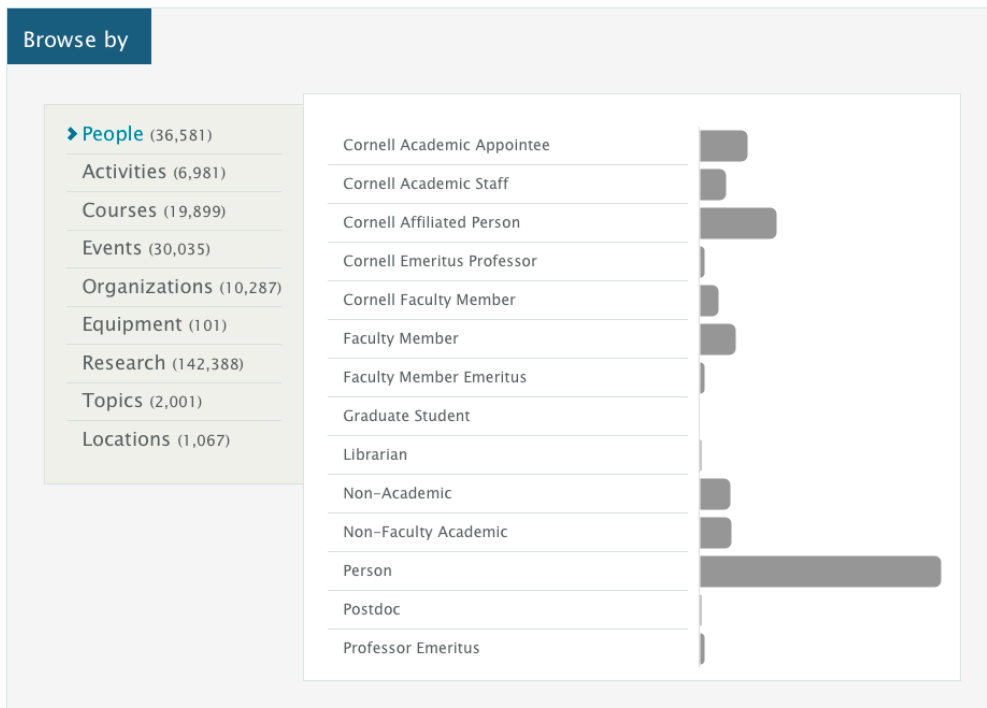 Browse by
People (36,581)
Activities (6,981)
Courses (19,899)
Events (30,035)
Organizations (10,287)
Equipment (101)
Research (142,388)
Topics (2,001)
Locations (1,067)
Cornell Academic Appointee
Cornell Academic Staff
Cornell Affiliated Person
Cornell Emeritus Professor
Cornell Faculty Member
Faculty Member
Faculty Member Emeritus
Graduate Student
Librarian
Non-Academic
Non-Faculty Academic
Person
Postdoc
Professor Emeritus